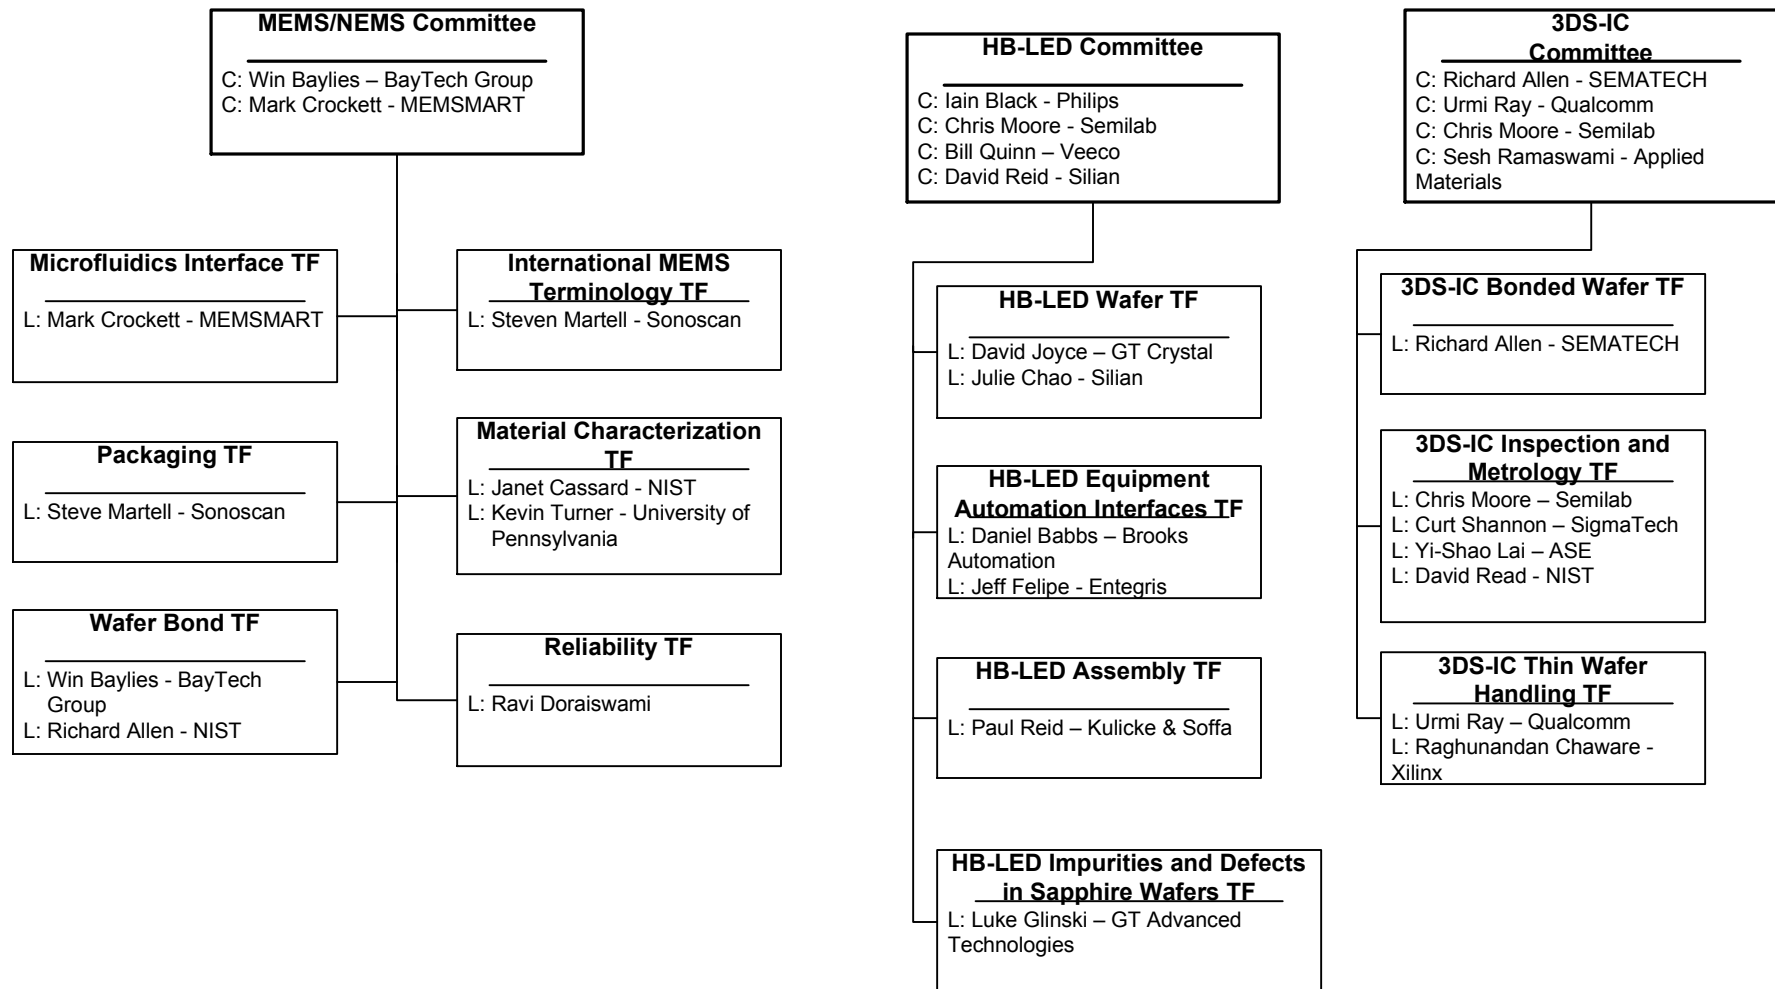 MEMS/NEMS Committee
C: Win Baylies – BayTech Group
C: Mark Crockett - MEMSMART
Microfluidics Interface TF
L: Mark Crockett - MEMSMART
International MEMS
Terminology TF
L: Steven Martell - Sonoscan
Packaging TF
L: Steve Martell - Sonoscan
Material Characterization
TF
L: Janet Cassard - NIST
L: Kevin Turner - University of
Pennsylvania
Wafer Bond TF
L: Win Baylies - BayTech
Group
L: Richard Allen - NIST
Reliability TF
L: Ravi Doraiswami
HB-LED Committee
C: Iain Black - Philips
C: Chris Moore - Semilab
C: Bill Quinn – Veeco
C: David Reid - Silian
HB-LED Wafer TF
L: David Joyce – GT Crystal
L: Julie Chao - Silian
HB-LED Equipment
Automation Interfaces TF
L: Daniel Babbs – Brooks
Automation
L: Jeff Felipe - Entegris
HB-LED Assembly TF
L: Paul Reid – Kulicke & Soffa
HB-LED Impurities and Defects
in Sapphire Wafers TF
L: Luke Glinski – GT Advanced
Technologies
3DS-IC
Committee
C: Richard Allen - SEMATECH
C: Urmi Ray - Qualcomm
C: Chris Moore - Semilab
C: Sesh Ramaswami - Applied
Materials
3DS-IC Bonded Wafer TF
L: Richard Allen - SEMATECH
3DS-IC Inspection and
Metrology TF
L: Chris Moore – Semilab
L: Curt Shannon – SigmaTech
L: Yi-Shao Lai – ASE
L: David Read - NIST
3DS-IC Thin Wafer
Handling TF
L: Urmi Ray – Qualcomm
L: Raghunandan Chaware -
Xilinx